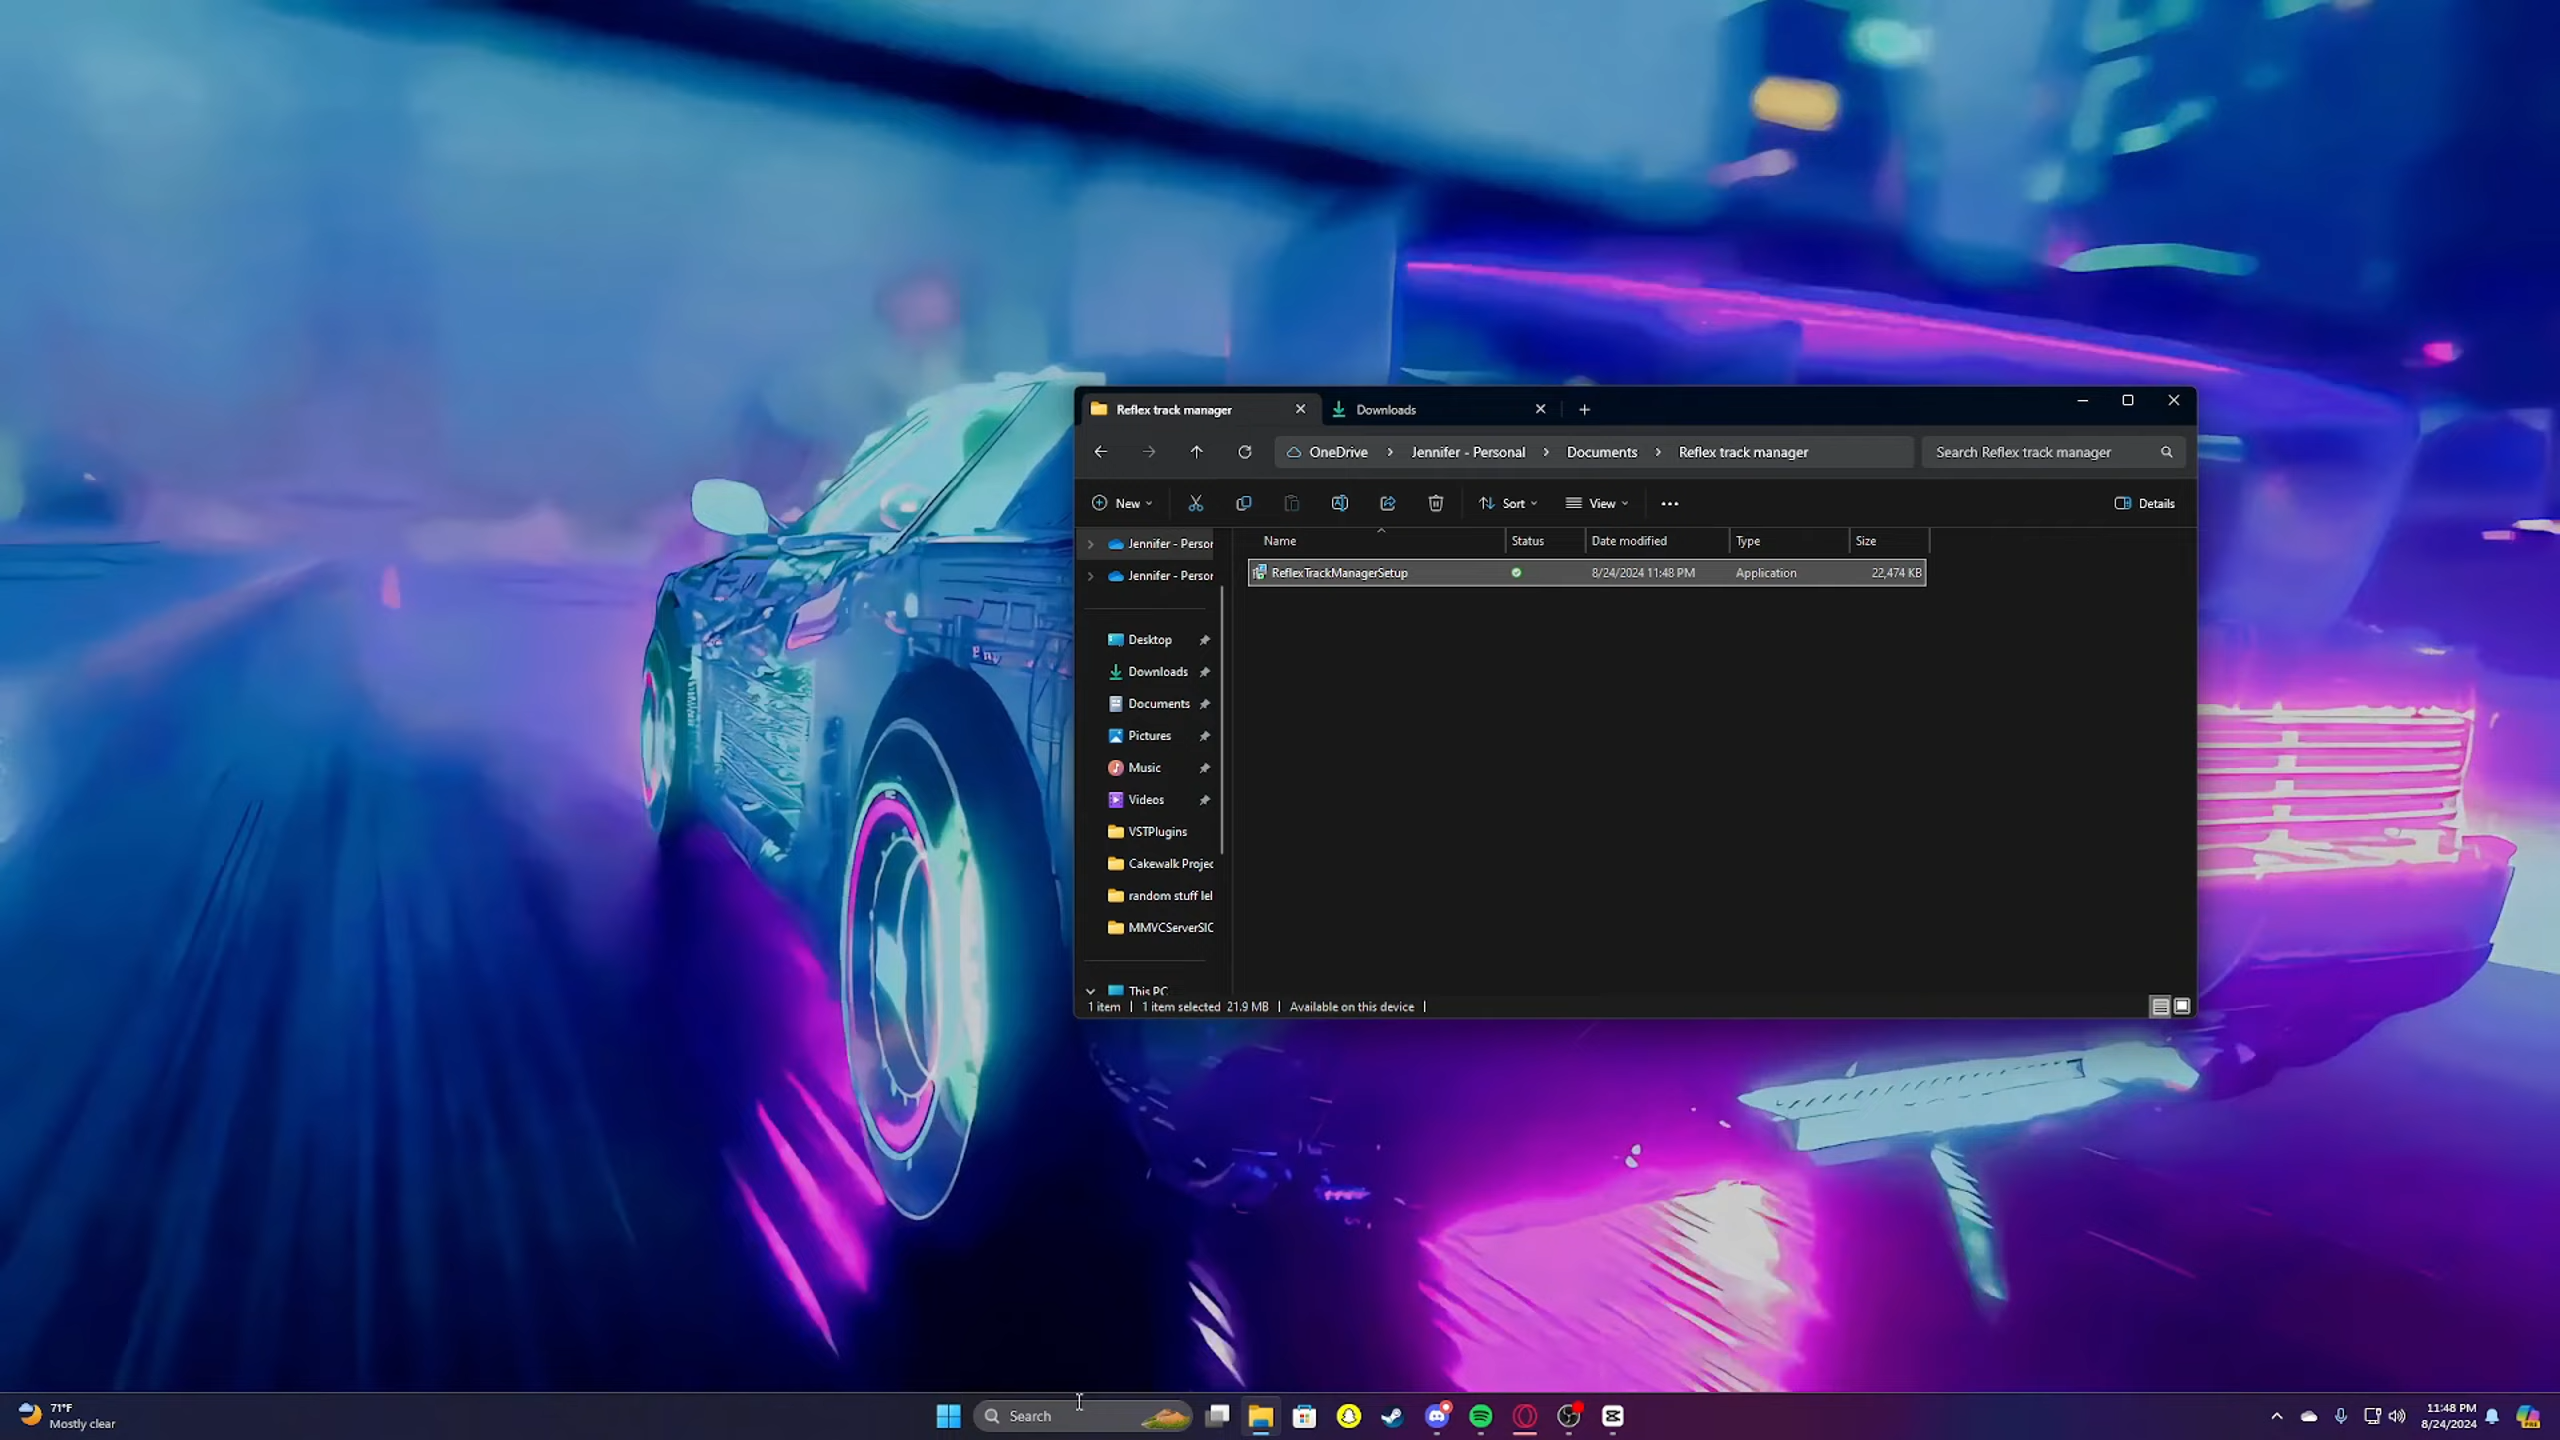 Reflex track manager
Downloads
OneDrive
Jennifer - Personal
Documents
Reflex track manager
Search Reflex track manager
New
Sort
View
Details
Name
Status
Date modified
Type
Size
ReflexTrackManagerSetup
8/24/2024 11:48 PM
Application
22,474 KB
Jennifer - Persor
Jennifer - Persor
Desktop
Downloads
Documents
Pictures
Music
Videos
VSTPlugins
Cakewalk Projec
random stuff lel
MMVCServerSIC
This PC
1 item
1 item selected 21.9 MB
Available on this device
71°F
Mostly clear
Search
11:48 PM
8/24/2024